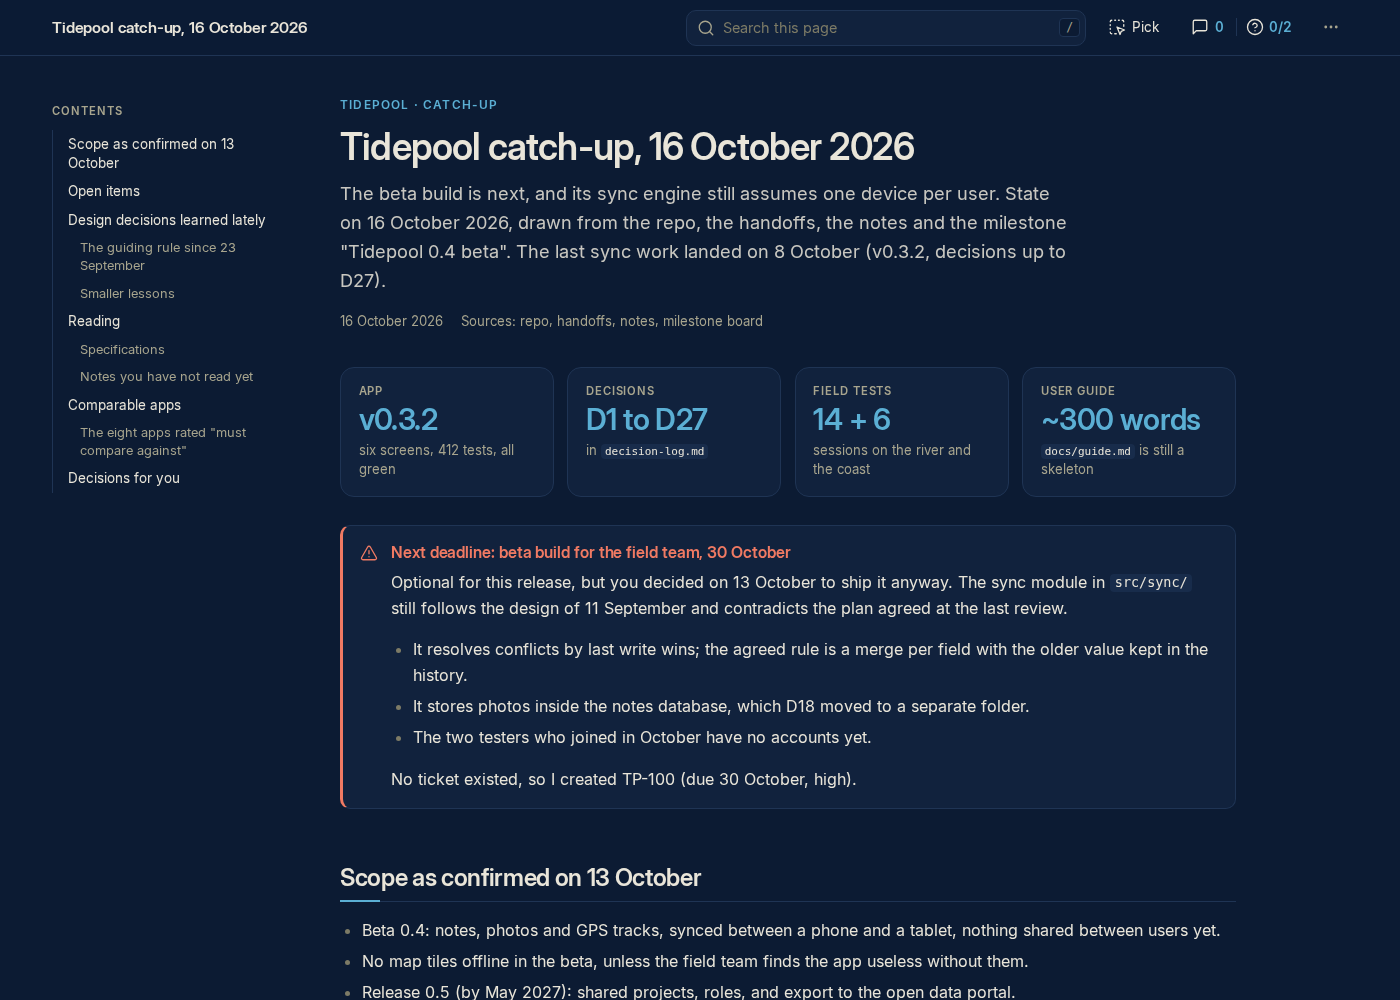 Tidepool catch-up, 16 October 2026
Search this page
/
Pick
0
0/2
CONTENTS
Scope as confirmed on 13
October
Open items
Design decisions learned lately
The guiding rule since 23
September
Smaller lessons
Reading
Specifications
Notes you have not read yet
Comparable apps
The eight apps rated "must
compare against"
Decisions for you
TIDEPOOL · CATCH-UP
Tidepool catch-up, 16 October 2026
The beta build is next, and its sync engine still assumes one device per user. State
on 16 October 2026, drawn from the repo, the handoffs, the notes and the milestone
"Tidepool 0.4 beta". The last sync work landed on 8 October (v0.3.2, decisions up to
D27).
16 October 2026 Sources: repo, handoffs, notes, milestone board
APP
v0.3.2
six screens, 412 tests, all
green
DECISIONS
D1 to D27
in decision-log.md
FIELD TESTS
14 + 6
sessions on the river and
the coast
USER GUIDE
~300 words
docs/guide.md is still a
skeleton
Next deadline: beta build for the field team, 30 October
Optional for this release, but you decided on 13 October to ship it anyway. The sync module in src/sync/
still follows the design of 11 September and contradicts the plan agreed at the last review.
It resolves conflicts by last write wins; the agreed rule is a merge per field with the older value kept in the
history.
It stores photos inside the notes database, which D18 moved to a separate folder.
The two testers who joined in October have no accounts yet.
No ticket existed, so I created TP-100 (due 30 October, high).
Scope as confirmed on 13 October
Beta 0.4: notes, photos and GPS tracks, synced between a phone and a tablet, nothing shared between users yet.
No map tiles offline in the beta, unless the field team finds the app useless without them.
Release 0.5 (by May 2027): shared projects, roles, and export to the open data portal.